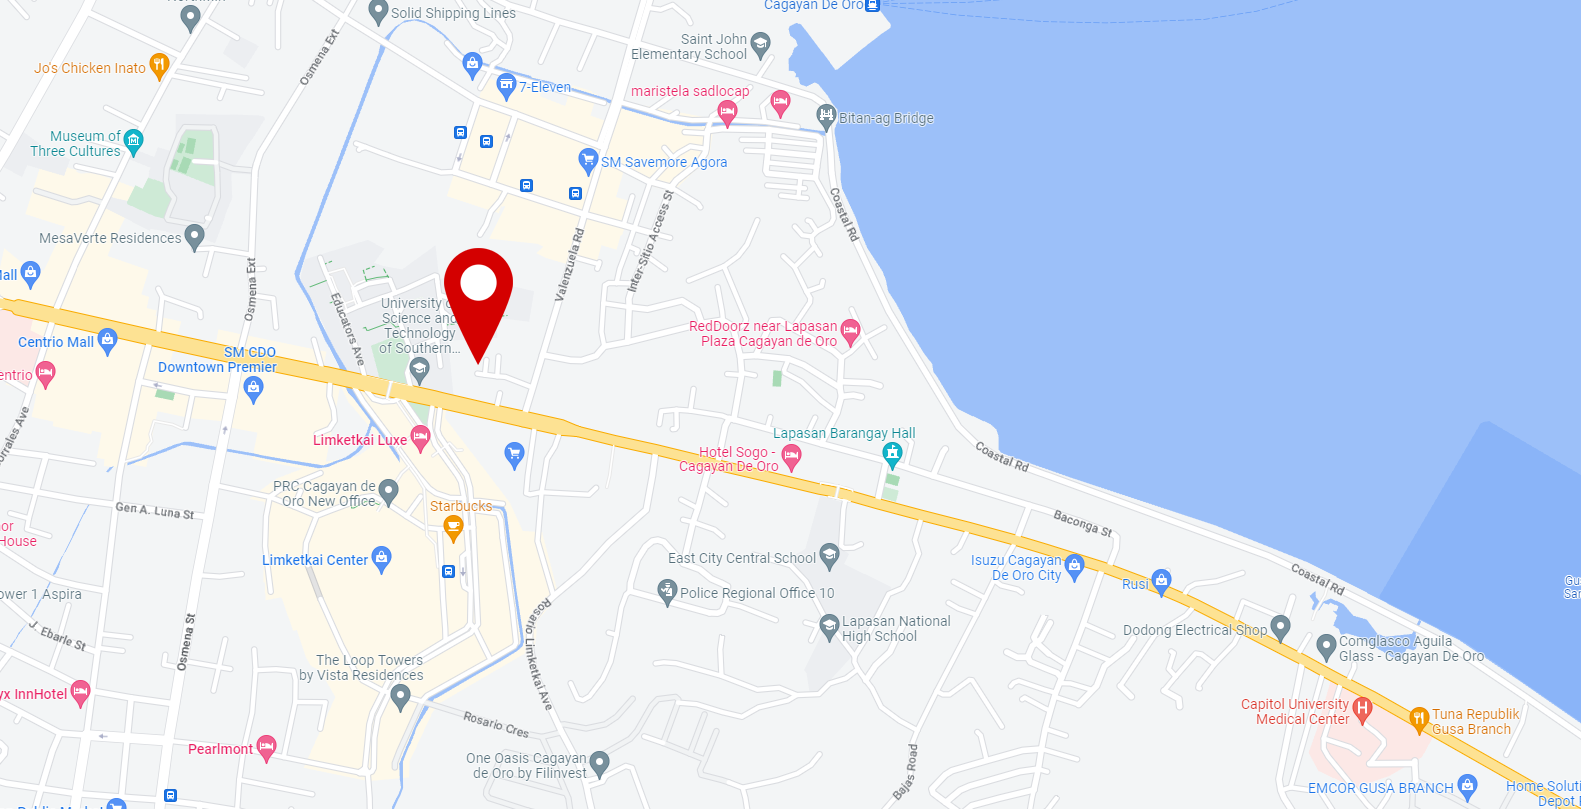 Cagayan De Oro
Solid Shipping Lines
Saint John
Elementary School
Osmena Ext
Jo's Chicken Inato
7-Eleven
maristela sadlocap
Bitan-ag Bridge
Museum of
Three Cultures
SM Savemore Agora
Inter-Sitio Access St
Coastal Rd
MesaVerte Residences
Valenzuela Rd
Osmena Ext
Mall
Educators Ave
University
Science and
Technology
of Southern...
RedDoorz near Lapasan
Plaza Cagayan de Oro
Centrio Mall
SM CDO
Downtown Premier
entrio
Corrales Ave
Limketkai Luxe
Lapasan Barangay Hall
Hotel Sogo -
Cagayan De Oro
Coastal Rd
PRC Cagayan de
Oro New Office
Gen A. Luna St
Starbucks
Baconga St
House
Limketkai Center
East City Central School
Isuzu Cagayan
De Oro City
Rusi
Coastal Rd
ower 1 Aspira
Police Regional Office 10
J. Ebarle St
Osmena St
Rosario Limketkai Ave
Lapasan National
High School
Dodong Electrical Shop
Comglasco Aguila
Glass - Cagayan De Oro
The Loop Towers
by Vista Residences
yx InnHotel
Rosario Cres
Capitol University
Medical Center
Tuna Republik
Gusa Branch
Pearlmont
One Oasis Cagayan
de Oro by Filinvest
Bajas Road
EMCOR GUSA BRANCH
Home Soluti
Depot